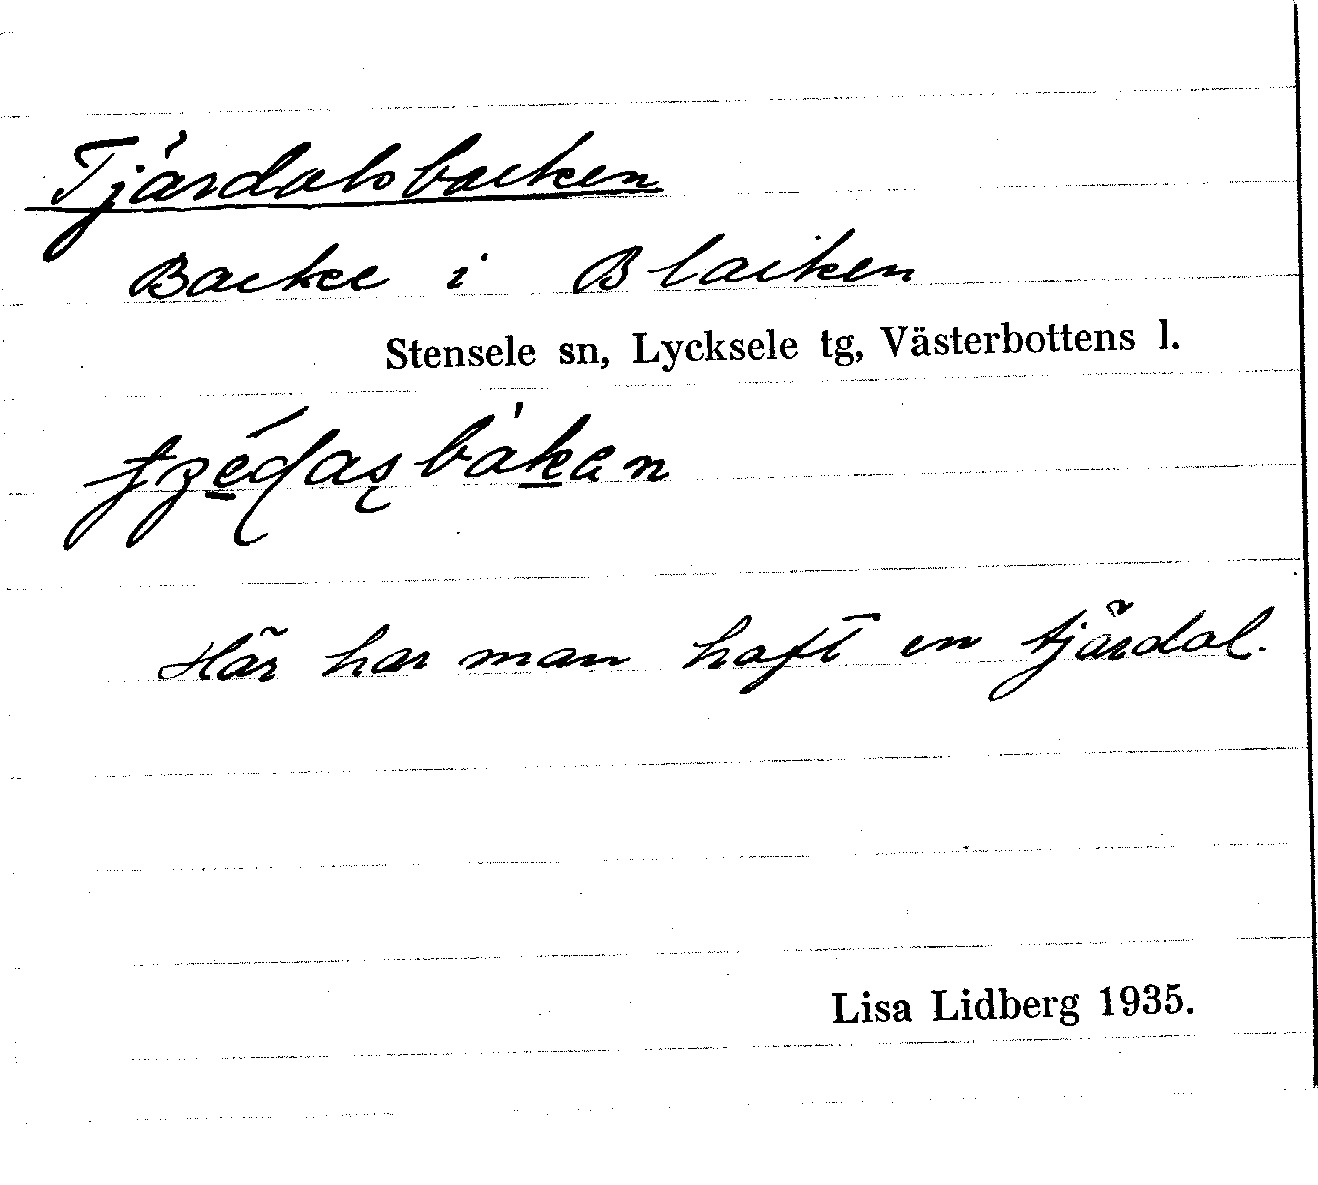 Tjärdalsbacken
Backe i Blaiken
Stensele sn, Lycksele tg, Västerbottens l.
Här har man haft en tjärdal.
Lisa Lidberg 1935.